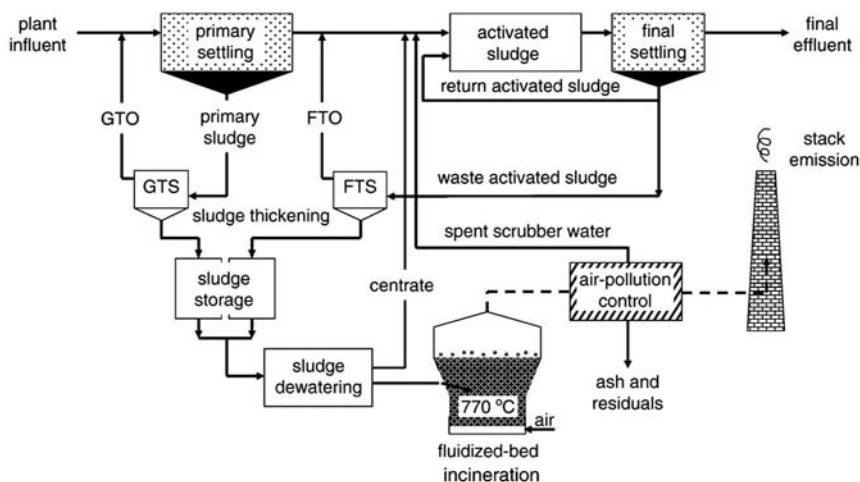 plant
influent
primary
settling
activated
sludge
final
settling
final
effluent
return activated sludge
GTO
primary
sludge
FTO
stack
emission
GTS
FTS
waste activated sludge
sludge thickening
spent scrubber water
sludge
storage
centrate
air-pollution
control
sludge
dewatering
770 °C
ash and
residuals
air
fluidized-bed
incineration